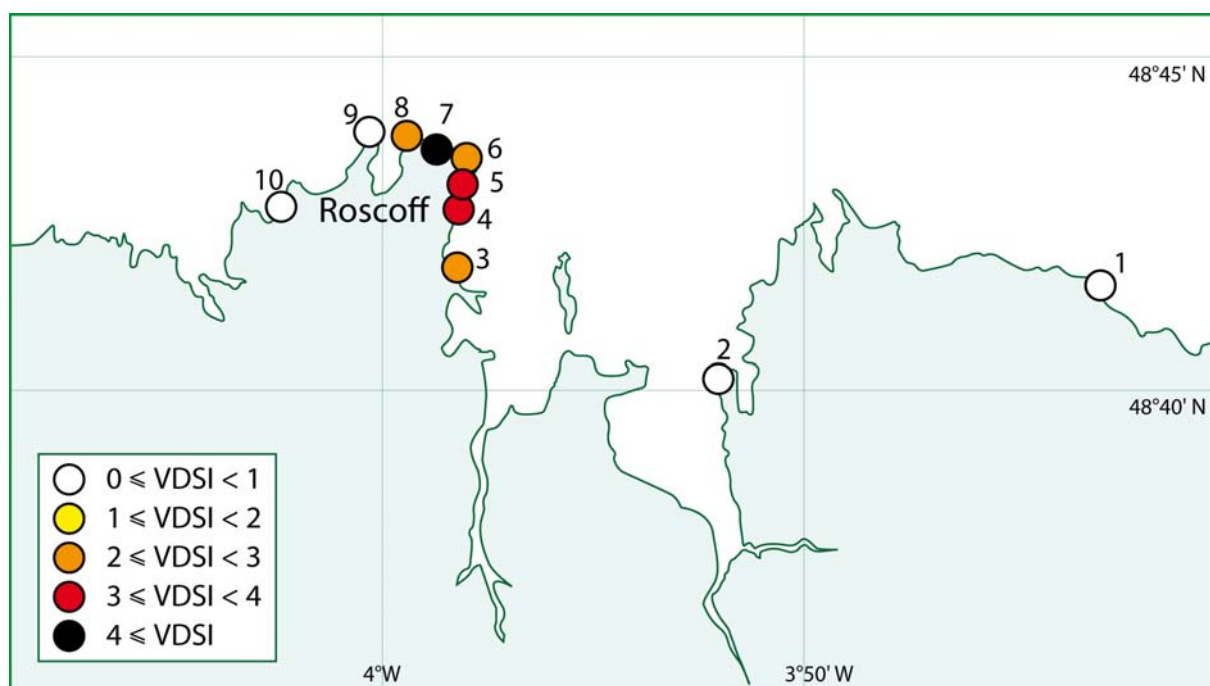 48°45' N
9
8
7
6
5
4
3
10
Roscoff
1
2
48°40' N
0 ⩽ VDSI < 1
1 ⩽ VDSI < 2
2 ⩽ VDSI < 3
3 ⩽ VDSI < 4
4 ⩽ VDSI
4°W
3°50' W